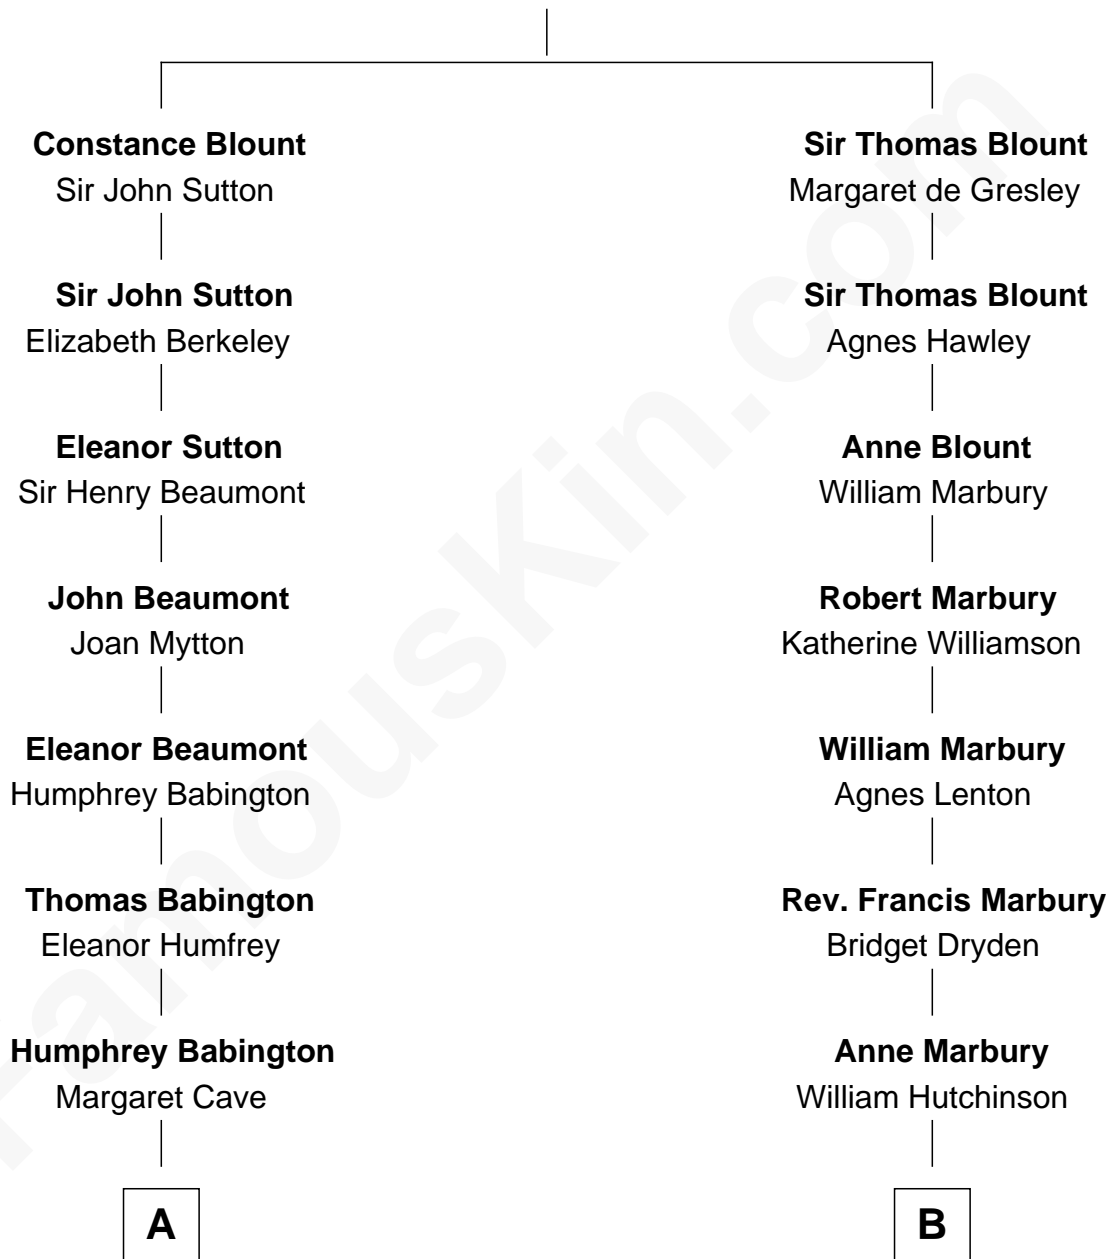 Constance Blount
Sir John Sutton
Sir John Sutton
Elizabeth Berkeley
Eleanor Sutton
Sir Henry Beaumont
John Beaumont
Joan Mytton
Eleanor Beaumont
Humphrey Babington
Thomas Babington
Eleanor Humfrey
Humphrey Babington
Margaret Cave
A
Sir Thomas Blount
Margaret de Gresley
Sir Thomas Blount
Agnes Hawley
Anne Blount
William Marbury
Robert Marbury
Katherine Williamson
William Marbury
Agnes Lenton
Rev. Francis Marbury
Bridget Dryden
Anne Marbury
William Hutchinson
B
FamousKin.com